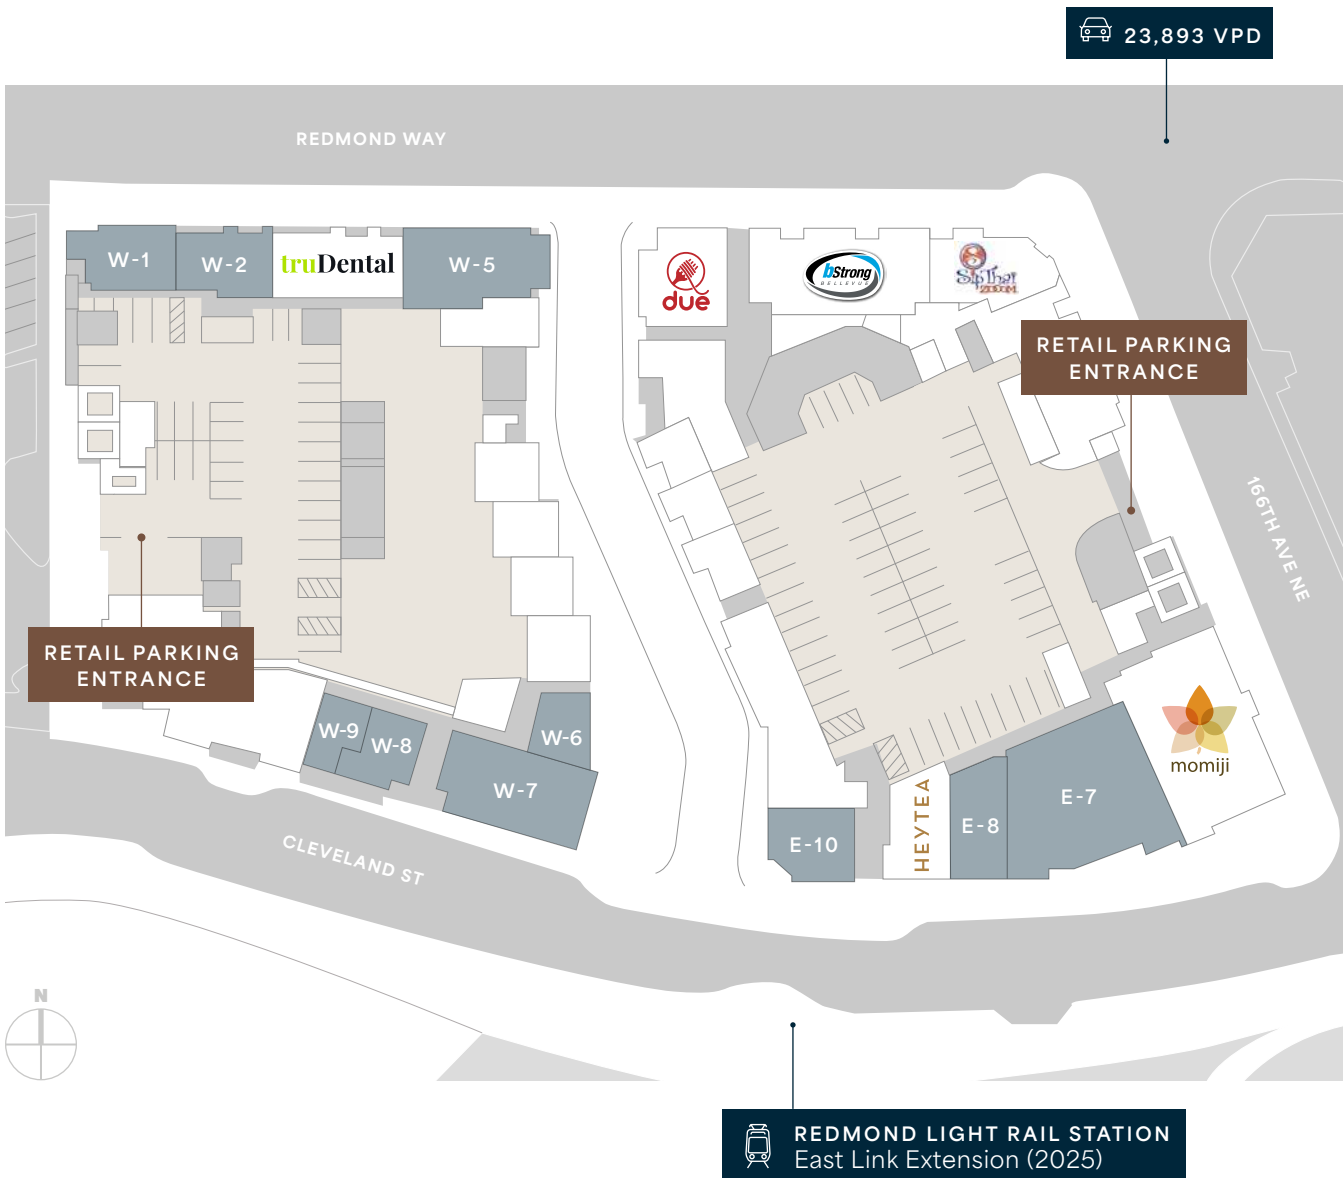 23,893 VPD
REDMOND WAY
W-1
W-2
truDental
W-5
due
bStrong
BELLEVUE
SipThai
ZOOM
RETAIL PARKING
ENTRANCE
166TH AVE NE
RETAIL PARKING
ENTRANCE
W-9
W-8
W-6
W-7
momiji
HEYTEA
E-8
E-7
E-10
CLEVELAND ST
N
REDMOND LIGHT RAIL STATION
East Link Extension (2025)